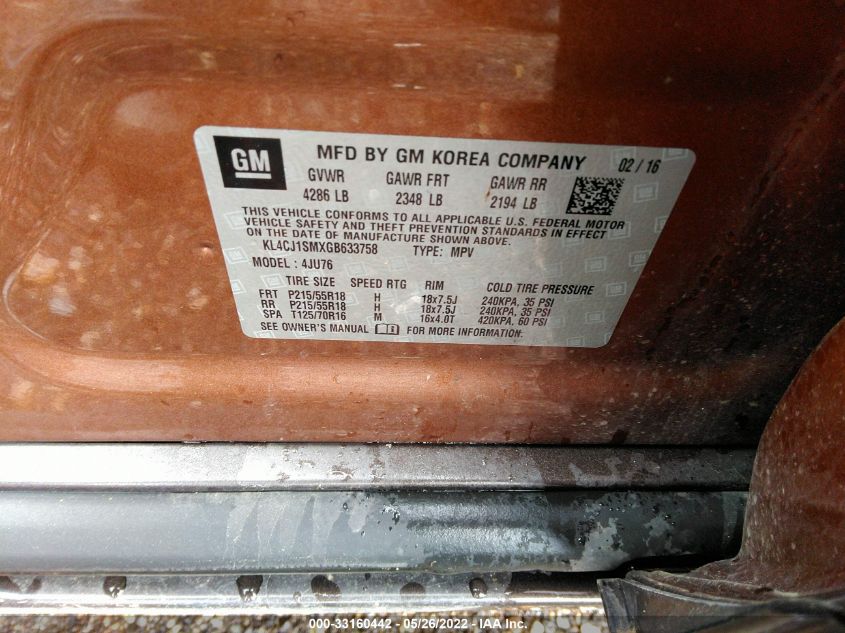 GM
MFD BY GM KOREA COMPANY 02 / 16
GVWR GAWR FRT GAWR RR
4286 LB 2348 LB 2194 LB
THIS VEHICLE CONFORMS TO ALL APPLICABLE U.S. FEDERAL MOTOR
VEHICLE SAFETY AND THEFT PREVENTION STANDARDS IN EFFECT
ON THE DATE OF MANUFACTURE SHOWN ABOVE.
KL4CJ1SMXGB633758 TYPE: MPV
MODEL : 4JU76
TIRE SIZE SPEED RTG RIM COLD TIRE PRESSURE
FRT P215/55R18 H 18x7.5J 240KPA, 35 PSI
RR P215/55R18 H 18x7.5J 240KPA, 35 PSI
SPA T125/70R16 M 16x4.0T 420KPA, 60 PSI
SEE OWNER'S MANUAL FOR MORE INFORMATION.
000-33160442 - 05/26/2022 - IAA Inc.